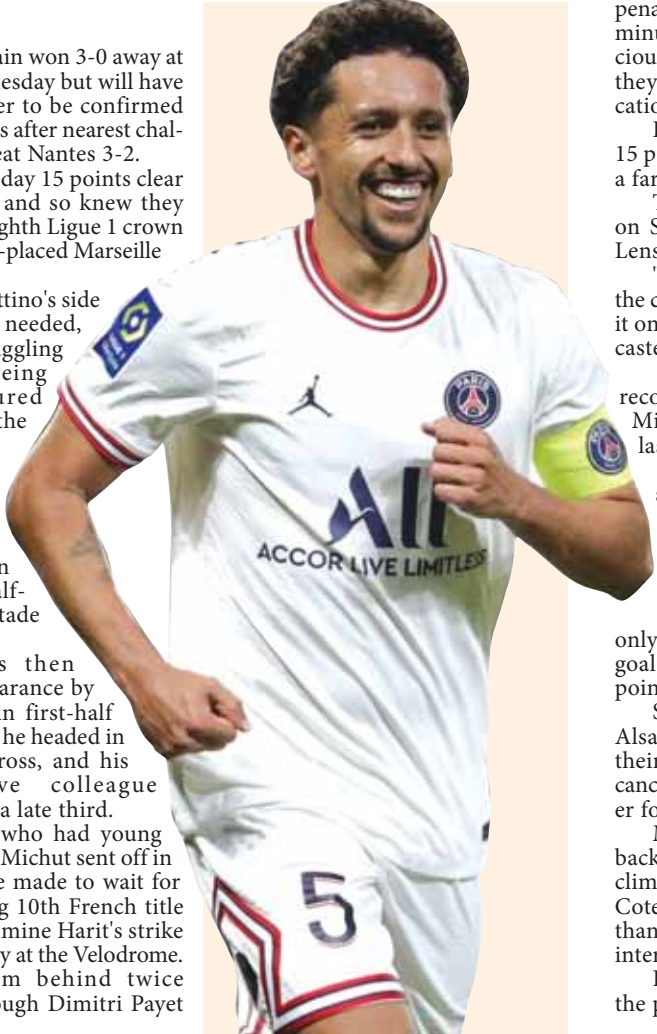 ain won 3-0 away at
esday but will have
er to be confirmed
s after nearest chal-
eat Nantes 3-2.
day 15 points clear
and so knew they
ghth Ligue 1 crown
-placed Marseille
ttino's side
needed,
ggling
eing
ured
the
n
alf-
tade
s then
arance by
in first-half
he headed in
ross, and his
ve colleague
a late third.
who had young
Michut sent off in
e made to wait for
g 10th French title
mine Harit's strike
y at the Velodrome.
m behind twice
ough Dimitri Payet
PARIS
All
ACCOR LIVE LIMITLESS
5
pena
minu
ciou
they
catio
15 p
a far
on S
Lens
the c
it on
caste
reco
Mi
la
only
goal
poin
S
Alsa
their
canc
er fo
back
clim
Cote
than
inter
the p